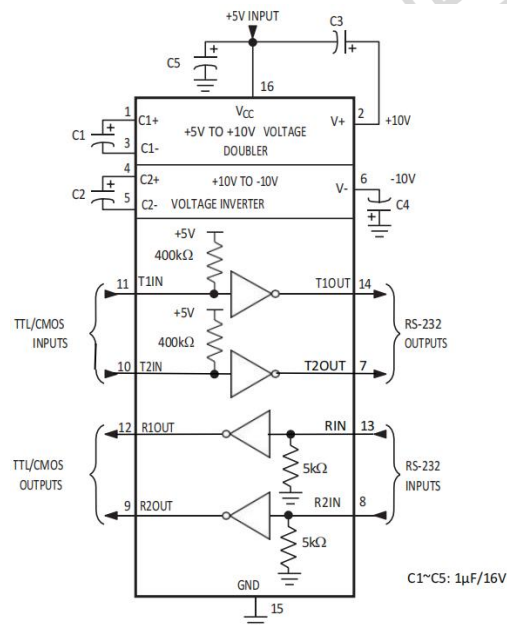 +5V INPUT
C3
+
C5
+
16
1
C1+
VCC
V+
2
+10V
C1
+
+5V TO +10V VOLTAGE
DOUBLER
3
C1-
4
C2+
+10V TO -10V
V-
6
-10V
C2
+
5
C2-
VOLTAGE INVERTER
+
C4
+5V
400kΩ
11
T1IN
T1OUT
14
TTL/CMOS
INPUTS
+5V
400kΩ
RS-232
OUTPUTS
10
T2IN
T2OUT
7
12
R1OUT
RIN
13
TTL/CMOS
OUTPUTS
5kΩ
RS-232
INPUTS
9
R2OUT
R2IN
8
5kΩ
GND
15
C1~C5: 1µF/16V